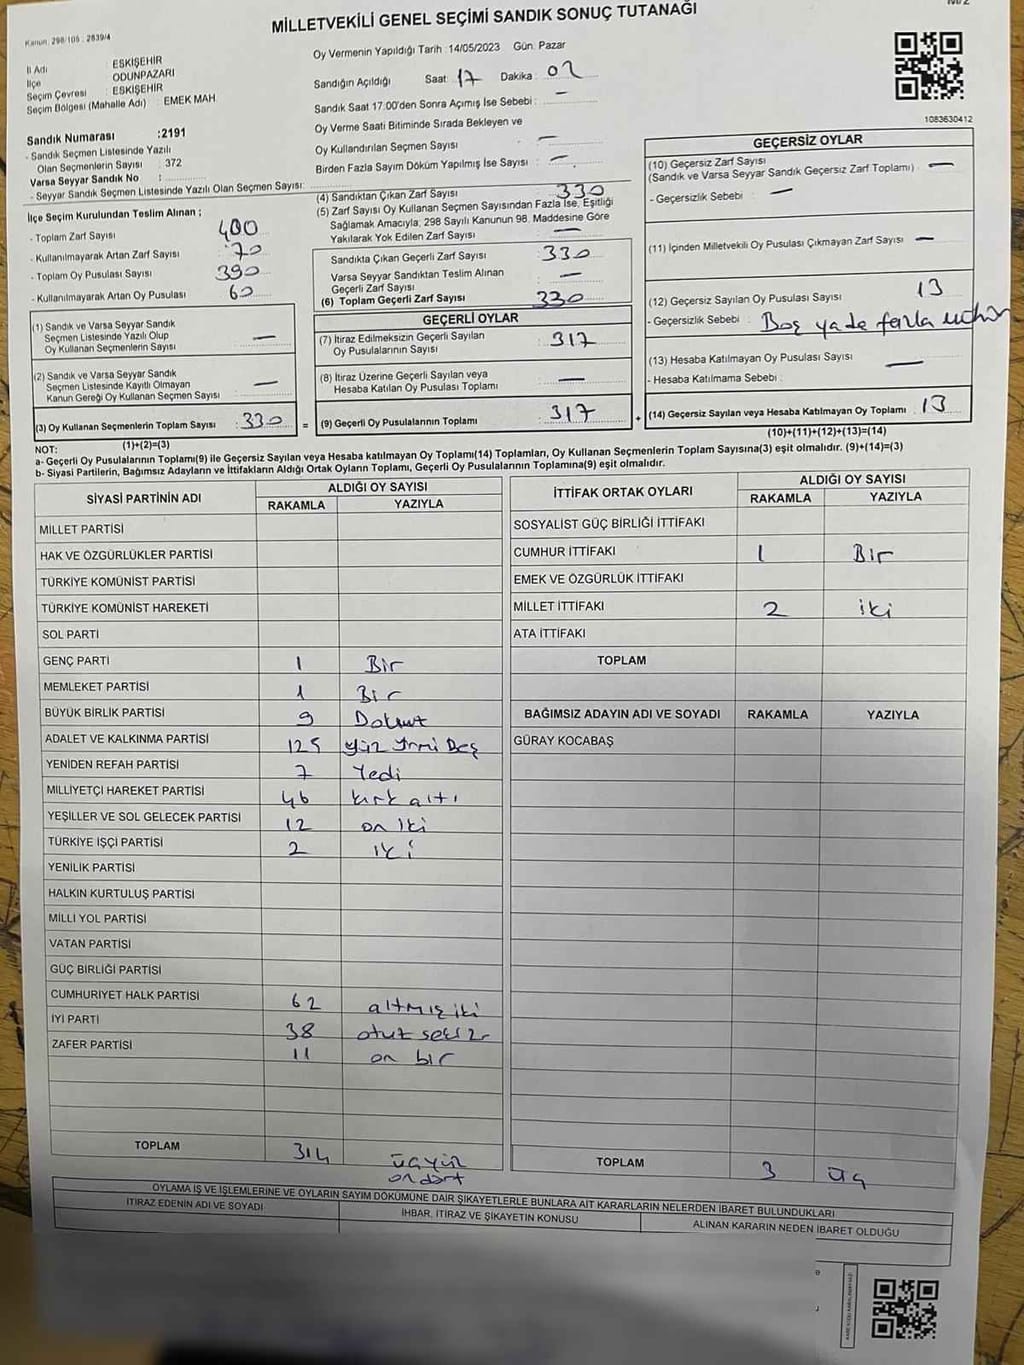 MİLLETVEKİLİ GENEL SEÇİMİ SANDIK SONUÇ TUTANAĞI
Kanun: 298/105 : 2839/4
İl Adı : ESKİŞEHİR
İlçe : ODUNPAZARI
Seçim Çevresi : ESKİŞEHİR
Seçim Bölgesi (Mahalle Adı) : EMEK MAH
Sandık Numarası :2191
- Sandık Seçmen Listesinde Yazılı
Olan Seçmenlerin Sayısı : 372
Varsa Seyyar Sandık No :
- Seyyar Sandık Seçmen Listesinde Yazılı Olan Seçmen Sayısı:
Oy Vermenin Yapıldığı Tarih : 14/05/2023 Gün: Pazar
Sandığın Açıldığı Saat: 17 Dakika: 02
Sandık Saat 17:00'den Sonra Açımış İse Sebebi : —
Oy Verme Saati Bitiminde Sırada Bekleyen ve
Oy Kullandırılan Seçmen Sayısı : —
Birden Fazla Sayım Döküm Yapılmış İse Sayısı : —
1083630412
İlçe Seçim Kurulundan Teslim Alınan ;
- Toplam Zarf Sayısı : 400
- Kullanılmayarak Artan Zarf Sayısı : 70
- Toplam Oy Pusulası Sayısı : 390
- Kullanılmayarak Artan Oy Pusulası : 60
(4) Sandıktan Çıkan Zarf Sayısı : 330
(5) Zarf Sayısı Oy Kullanan Seçmen Sayısından Fazla İse, Eşitliği
Sağlamak Amacıyla; 298 Sayılı Kanunun 98. Maddesine Göre
Yakılarak Yok Edilen Zarf Sayısı : —
Sandıkta Çıkan Geçerli Zarf Sayısı : 330
Varsa Seyyar Sandıktan Teslim Alınan
Geçerli Zarf Sayısı : —
(6) Toplam Geçerli Zarf Sayısı : 330
GEÇERSİZ OYLAR
(10) Geçersiz Zarf Sayısı
(Sandık ve Varsa Seyyar Sandık Geçersiz Zarf Toplamı) : —
- Geçersizlik Sebebi : —
(11) İçinden Milletvekili Oy Pusulası Çıkmayan Zarf Sayısı : —
(12) Geçersiz Sayılan Oy Pusulası Sayısı : 13
- Geçersizlik Sebebi : Boş ya da fazla mühür
(13) Hesaba Katılmayan Oy Pusulası Sayısı : —
- Hesaba Katılmama Sebebi :
(14) Geçersiz Sayılan veya Hesaba Katılmayan Oy Toplamı : 13
(10)+(11)+(12)+(13)=(14)
(1) Sandık ve Varsa Seyyar Sandık
Seçmen Listesinde Yazılı Olup
Oy Kullanan Seçmenlerin Sayısı : —
(2) Sandık ve Varsa Seyyar Sandık
Seçmen Listesinde Kayıtlı Olmayan
Kanun Gereği Oy Kullanan Seçmen Sayısı : —
(3) Oy Kullanan Seçmenlerin Toplam Sayısı : 330 =
(1)+(2)=(3)
GEÇERLİ OYLAR
(7) İtiraz Edilmeksizin Geçerli Sayılan
Oy Pusulalarının Sayısı : 317
(8) İtiraz Üzerine Geçerli Sayılan veya
Hesaba Katılan Oy Pusulası Toplamı : —
(9) Geçerli Oy Pusulalarının Toplamı : 317 +
NOT:
a- Geçerli Oy Pusulalarının Toplamı(9) ile Geçersiz Sayılan veya Hesaba katılmayan Oy Toplamı(14) Toplamları, Oy Kullanan Seçmenlerin Toplam Sayısına(3) eşit olmalıdır. (9)+(14)=(3)
b- Siyasi Partilerin, Bağımsız Adayların ve İttifakların Aldığı Ortak Oyların Toplamı, Geçerli Oy Pusulalarının Toplamına(9) eşit olmalıdır.
SİYASİ PARTİNİN ADI ALDIĞI OY SAYISI
RAKAMLA YAZIYLA
MİLLET PARTİSİ
HAK VE ÖZGÜRLÜKLER PARTİSİ
TÜRKİYE KOMÜNİST PARTİSİ
TÜRKİYE KOMÜNİST HAREKETİ
SOL PARTİ
GENÇ PARTİ 1 Bir
MEMLEKET PARTİSİ 1 Bir
BÜYÜK BİRLİK PARTİSİ 9 Dokuz
ADALET VE KALKINMA PARTİSİ 125 yüz yirmi Beş
YENİDEN REFAH PARTİSİ 7 Yedi
MİLLİYETÇİ HAREKET PARTİSİ 46 kırk altı
YEŞİLLER VE SOL GELECEK PARTİSİ 12 on iki
TÜRKİYE İŞÇİ PARTİSİ 2 iki
YENİLİK PARTİSİ
HALKIN KURTULUŞ PARTİSİ
MİLLİ YOL PARTİSİ
VATAN PARTİSİ
GÜÇ BİRLİĞİ PARTİSİ
CUMHURİYET HALK PARTİSİ 62 altmış iki
İYİ PARTİ 38 otuz sekiz
ZAFER PARTİSİ 11 on bir
TOPLAM 314 üçyüz
ondört
İTTİFAK ORTAK OYLARI ALDIĞI OY SAYISI
RAKAMLA YAZIYLA
SOSYALİST GÜÇ BİRLİĞİ İTTİFAKI
CUMHUR İTTİFAKI 1 Bir
EMEK VE ÖZGÜRLÜK İTTİFAKI
MİLLET İTTİFAKI 2 iki
ATA İTTİFAKI
TOPLAM
BAĞIMSIZ ADAYIN ADI VE SOYADI RAKAMLA YAZIYLA
GÜRAY KOCABAŞ
TOPLAM 3 üç
OYLAMA İŞ VE İŞLEMLERİNE VE OYLARIN SAYIM DÖKÜMÜNE DAİR ŞİKAYETLERLE BUNLARA AİT KARARLARIN NELERDEN İBARET BULUNDUKLARI
İTİRAZ EDENİN ADI VE SOYADI İHBAR, İTİRAZ VE ŞİKAYETİN KONUSU ALINAN KARARIN NEDEN İBARET OLDUĞU